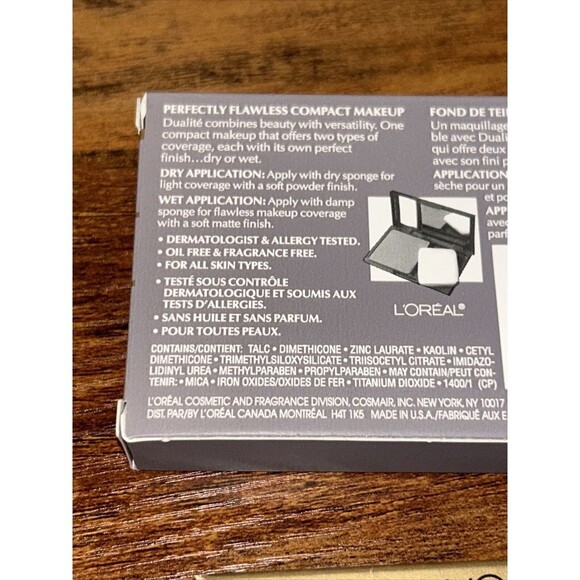 PERFECTLY FLAWLESS COMPACT MAKEUP
Dualité combines beauty with versatility. One
compact makeup that offers two types of
coverage, each with its own perfect
finish...dry or wet.
DRY APPLICATION: Apply with dry sponge for
light coverage with a soft powder finish.
WET APPLICATION: Apply with damp
sponge for flawless makeup coverage
with a soft matte finish.
• DERMATOLOGIST & ALLERGY TESTED.
• OIL FREE & FRAGRANCE FREE.
• FOR ALL SKIN TYPES.
• TESTÉ SOUS CONTRÔLE
DERMATOLOGIQUE ET SOUMIS AUX
TESTS D'ALLERGIES.
• SANS HUILE ET SANS PARFUM.
• POUR TOUTES PEAUX.
FOND DE TEI
Un maquillage
ble avec Duali
qui offre deux
avec son fini p
APPLICATION
sèche pour un
et po
APP
avec
parf
L'ORÉAL®
CONTAINS/CONTENT: TALC • DIMETHICONE • ZINC LAURATE • KAOLIN • CETYL
DIMETHICONE • TRIMETHYLSILOXYSILICATE • TRIISOCETYL CITRATE • IMIDAZO-
LIDINYL UREA • METHYLPARABEN • PROPYLPARABEN • MAY CONTAIN/PEUT CON-
TENIR: • MICA • IRON OXIDES/OXIDES DE FER • TITANIUM DIOXIDE • 1400/1 (CP)
L'ORÉAL COSMETIC AND FRAGRANCE DIVISION, COSMAIR, INC. NEW YORK, NY 10017
DIST. PAR/BY L'ORÉAL CANADA MONTRÉAL H4T 1K5 MADE IN U.S.A./FABRIQUÉ AUX E